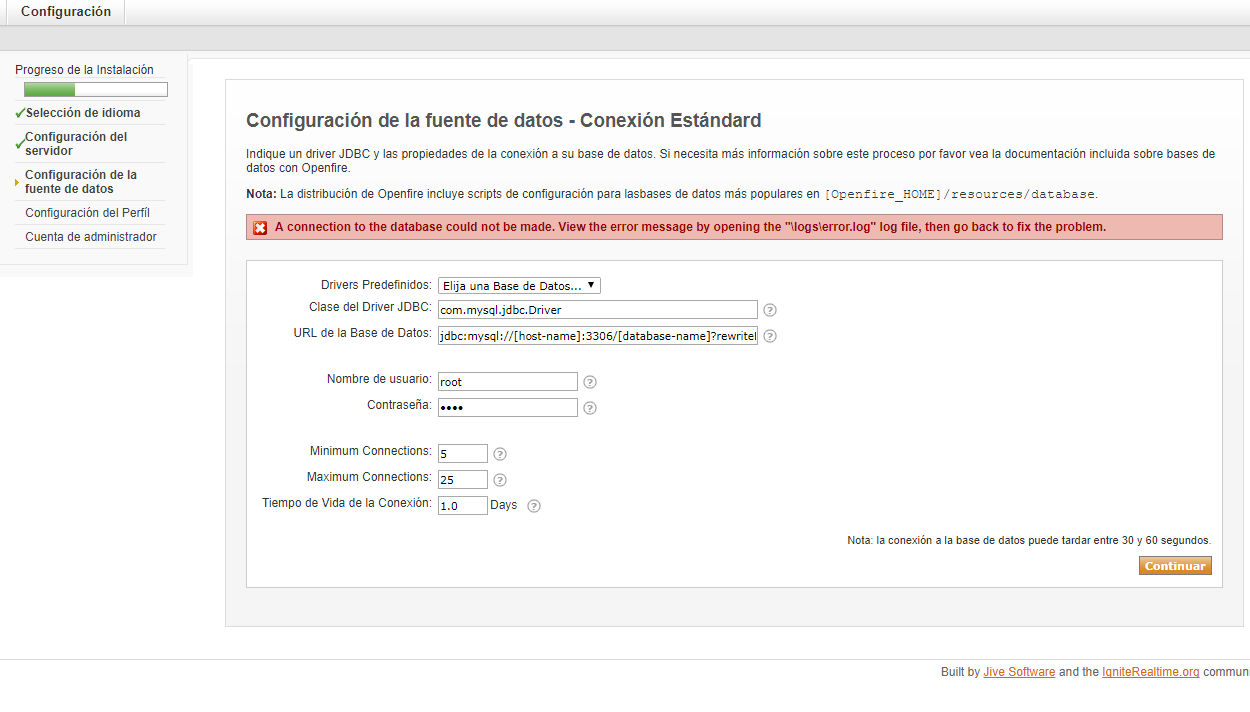 Configuración
Progreso de la Instalación
Selección de idioma
Configuración del
servidor
Configuración de la
fuente de datos
Configuración del Perfíl
Cuenta de administrador
Configuración de la fuente de datos - Conexión Estándard
Indique un driver JDBC y las propiedades de la conexión a su base de datos. Si necesita más información sobre este proceso por favor vea la documentación incluida sobre bases de
datos con Openfire.
Nota: La distribución de Openfire incluye scripts de configuración para lasbases de datos más populares en [Openfire_HOME]/resources/database.
A connection to the database could not be made. View the error message by opening the "\logs\error.log" log file, then go back to fix the problem.
Drivers Predefinidos: Elija una Base de Datos...
Clase del Driver JDBC: com.mysql.jdbc.Driver ?
URL de la Base de Datos: jdbc:mysql://[host-name]:3306/[database-name]?rewriteI ?
Nombre de usuario: root ?
Contraseña: •••• ?
Minimum Connections: 5 ?
Maximum Connections: 25 ?
Tiempo de Vida de la Conexión: 1.0 Days ?
Nota: la conexión a la base de datos puede tardar entre 30 y 60 segundos.
Continuar
Built by Jive Software and the IgniteRealtime.org commun